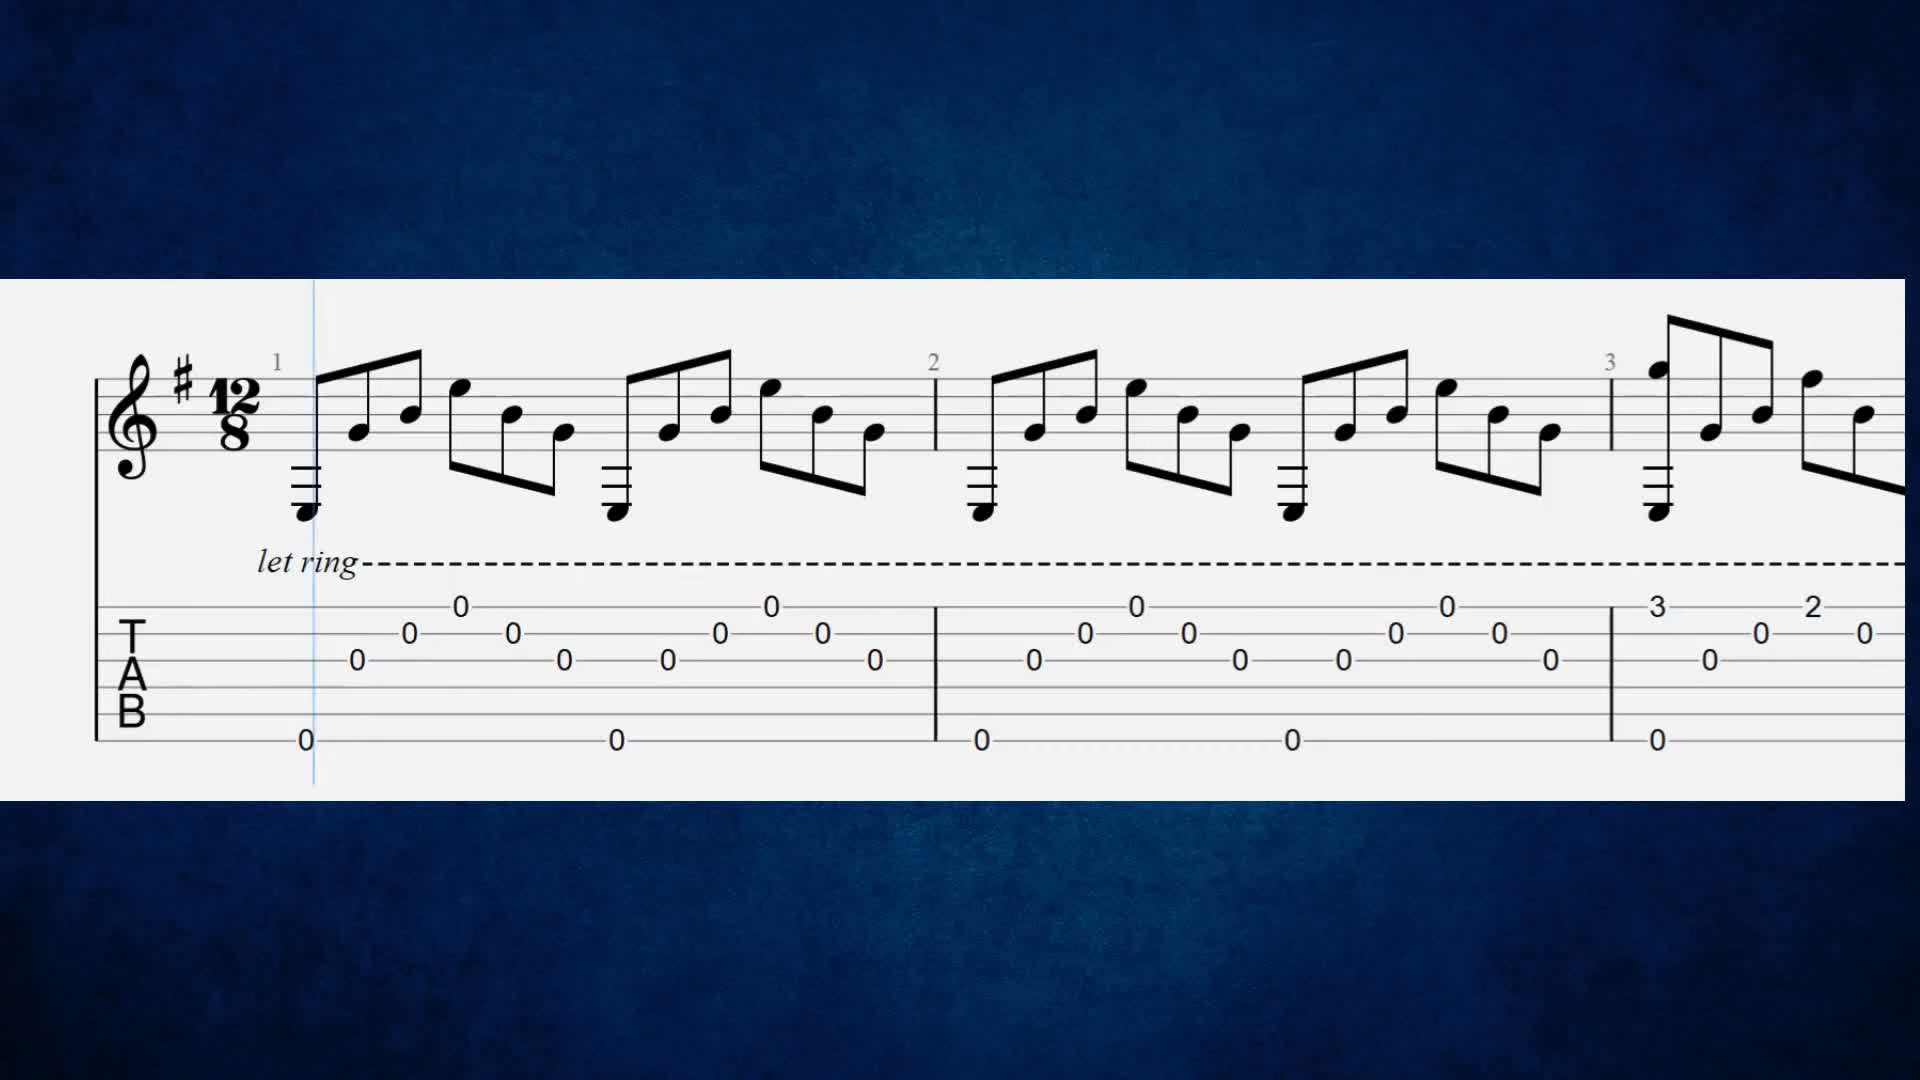 1 2 3
12
8
let ring
0 0 0 0 3 2
T 0 0 0 0 0 0 0 0 0 0
A 0 0 0 0 0 0 0 0 0
B
0 0 0 0 0